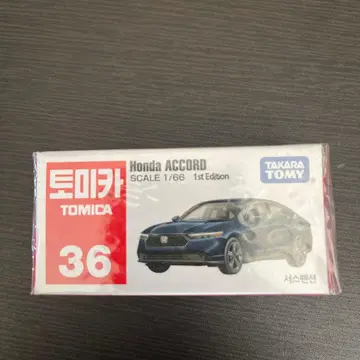 토미카
TOMICA
36
Honda ACCORD
SCALE 1/66 1st Edition
TAKARA
TOMY
서스펜션